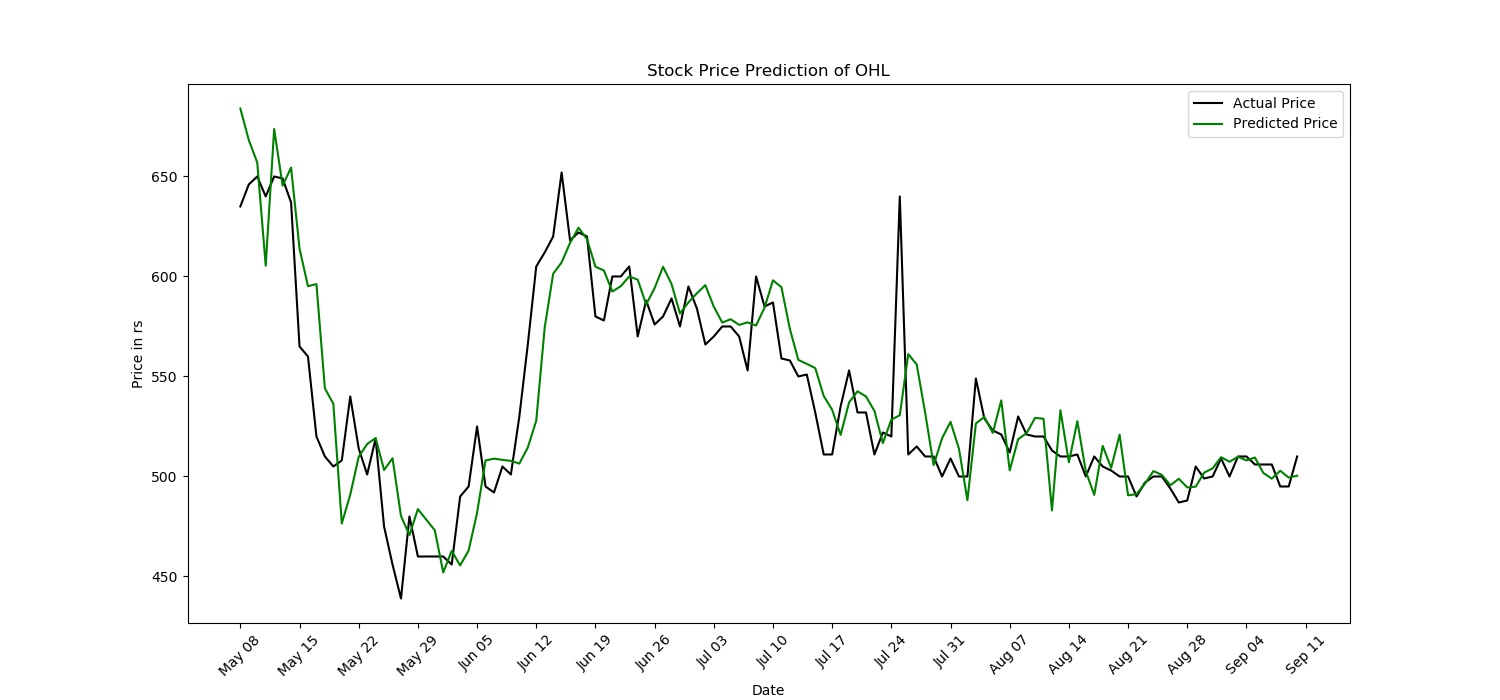 Stock Price Prediction of OHL
Actual Price
Predicted Price
Price in rs
650
600
550
500
450
May 08
May 15
May 22
May 29
Jun 05
Jun 12
Jun 19
Jun 26
Jul 03
Jul 10
Jul 17
Jul 24
Jul 31
Aug 07
Aug 14
Aug 21
Aug 28
Sep 04
Sep 11
Date